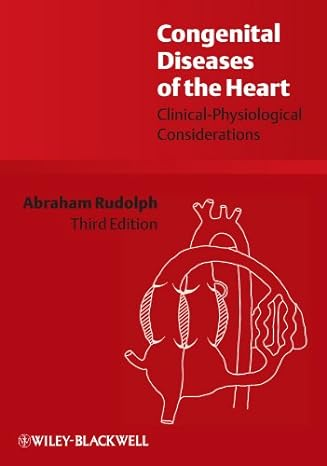 Congenital
Diseases
of the Heart
Clinical-Physiological
Considerations
Abraham Rudolph
Third Edition
WILEY-BLACKWELL